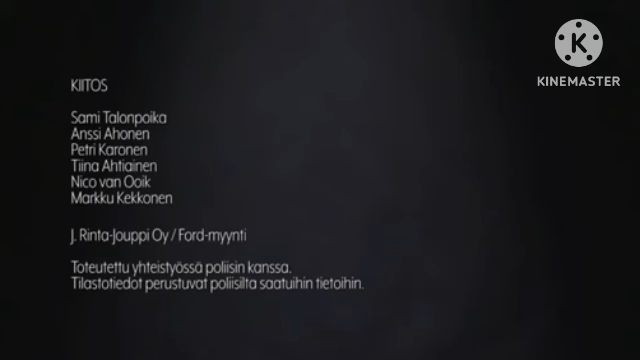 KIITOS
Sami Talonpoika
Anssi Ahonen
Petri Karonen
Tiina Ahtiainen
Nico van Ooik
Markku Kekkonen
J. Rinta-Jouppi Oy / Ford-myynti
Toteutettu yhteistyössä poliisin kanssa.
Tilastotiedot perustuvat poliisilta saatuihin tietoihin.
K
KINEMASTER